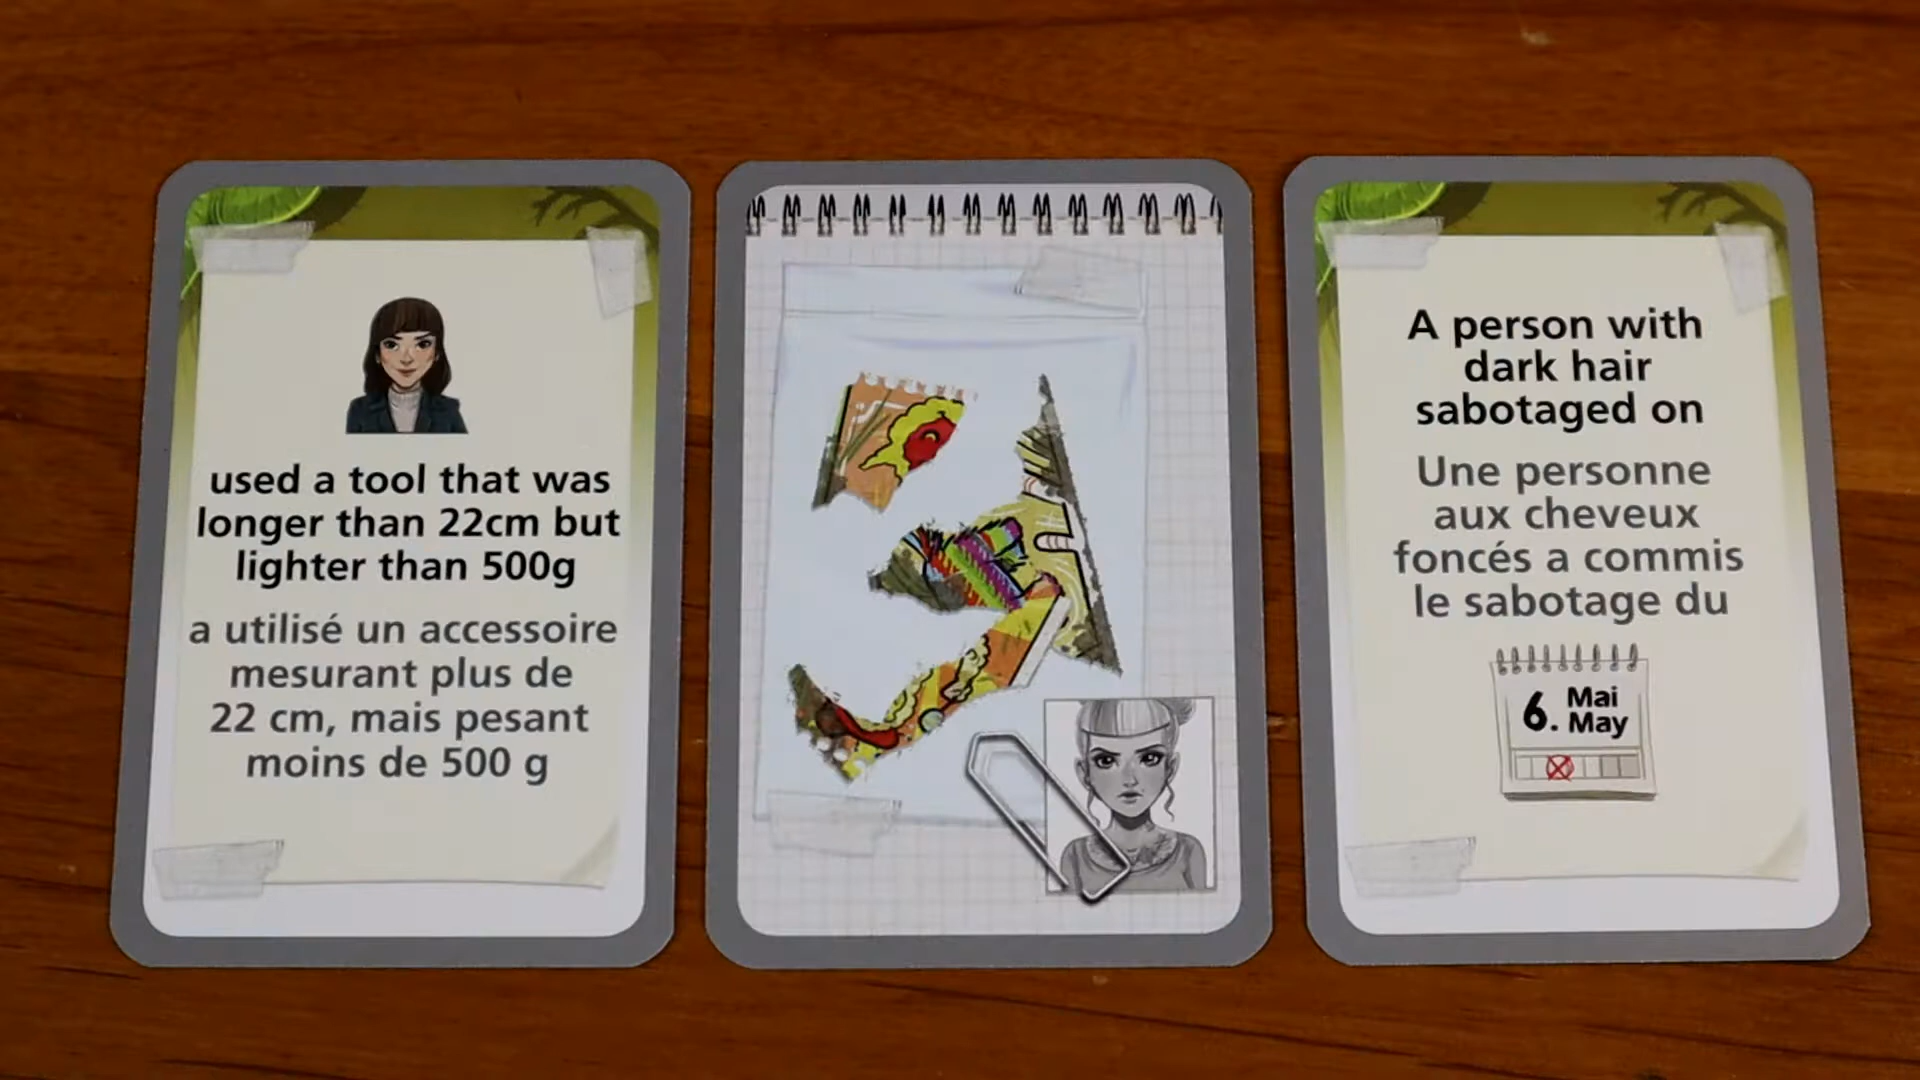 used a tool that was
longer than 22cm but
lighter than 500g
a utilisé un accessoire
mesurant plus de
22 cm, mais pesant
moins de 500 g
A person with
dark hair
sabotaged on
Une personne
aux cheveux
foncés a commis
le sabotage du
6. Mai
May